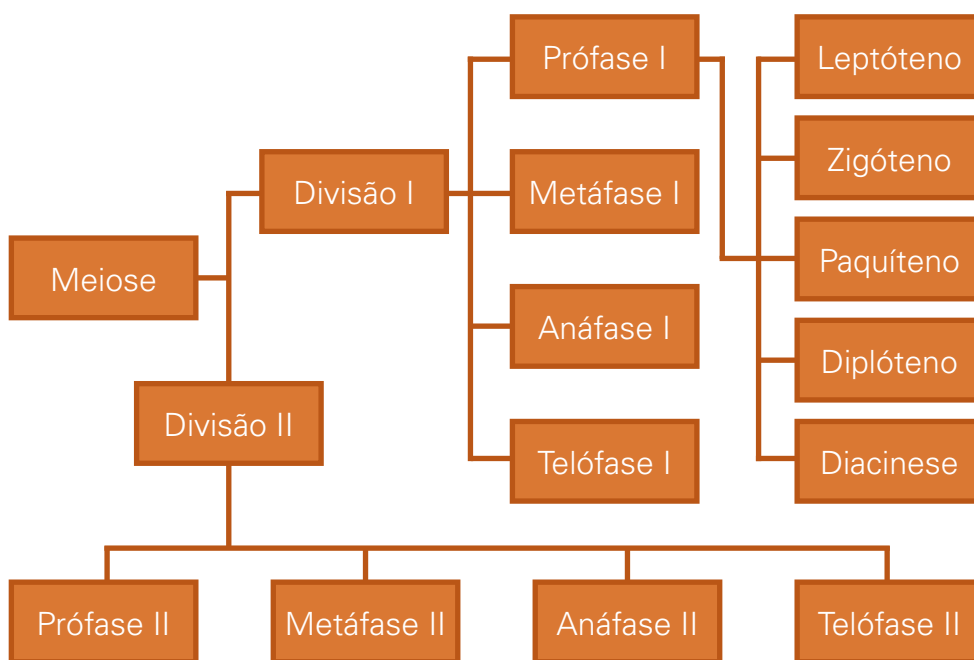 Prófase I
Leptóteno
Zigóteno
Divisão I
Metáfase I
Meiose
Paquíteno
Anáfase I
Diplóteno
Divisão II
Telófase I
Diacinese
Prófase II
Metáfase II
Anáfase II
Telófase II